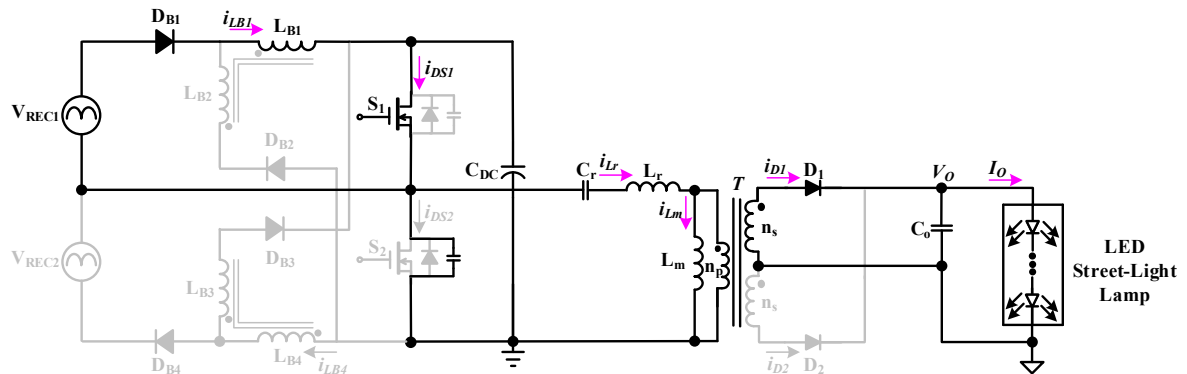 D_B1
i_LB1
L_B1
i_DS1
L_B2
S_1
V_REC1
D_B2
C_DC
C_r
i_Lr
L_r
T
i_D1
D_1
V_O
I_O
i_Lm
n_s
C_o
i_DS2
V_REC2
S_2
D_B3
L_m
n_p
LED
Street-Light
Lamp
L_B3
n_s
D_B4
L_B4
i_LB4
i_D2
D_2